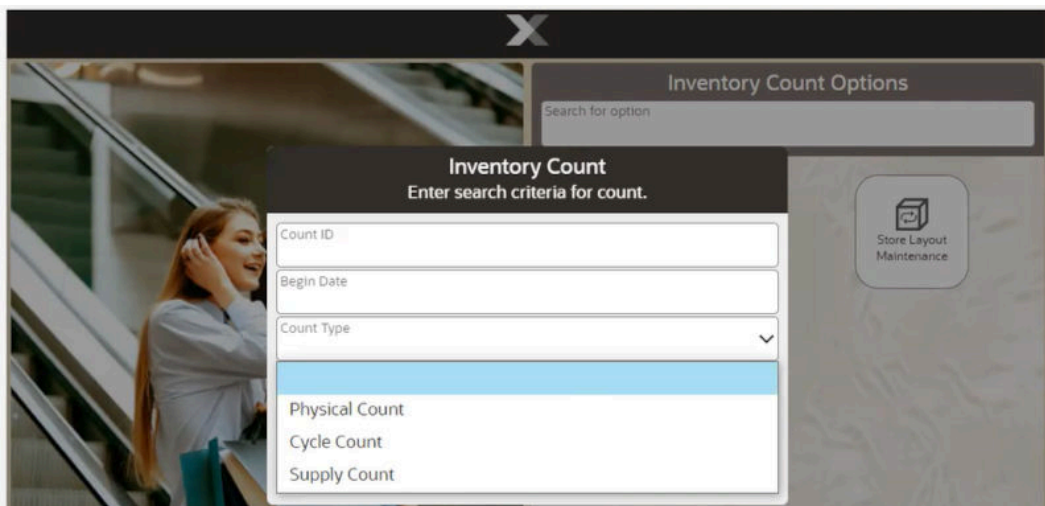 Inventory Count Options
Search for option
Inventory Count
Enter search criteria for count.
Count ID
Begin Date
Count Type
Physical Count
Cycle Count
Supply Count
Store Layout
Maintenance